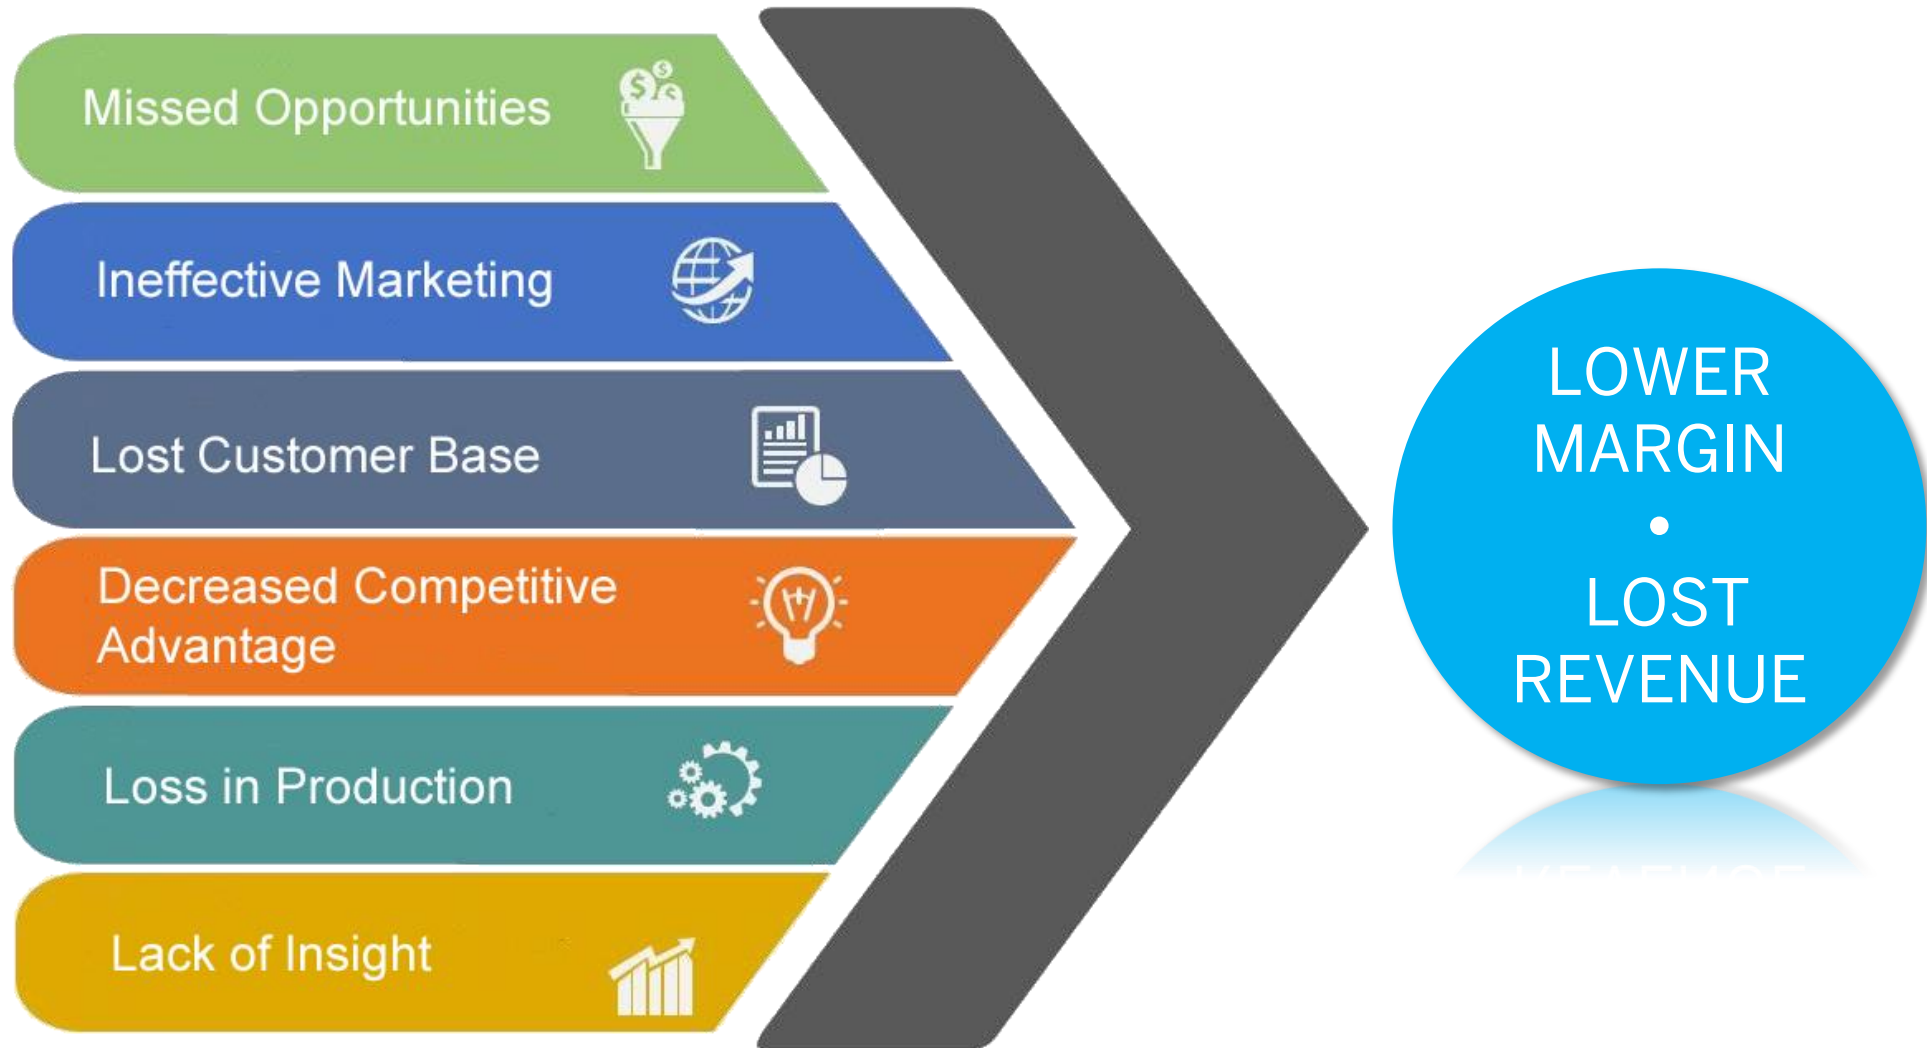 Missed Opportunities
Ineffective Marketing
Lost Customer Base
Decreased Competitive
Advantage
Loss in Production
Lack of Insight
LOWER
MARGIN
•
LOST
REVENUE